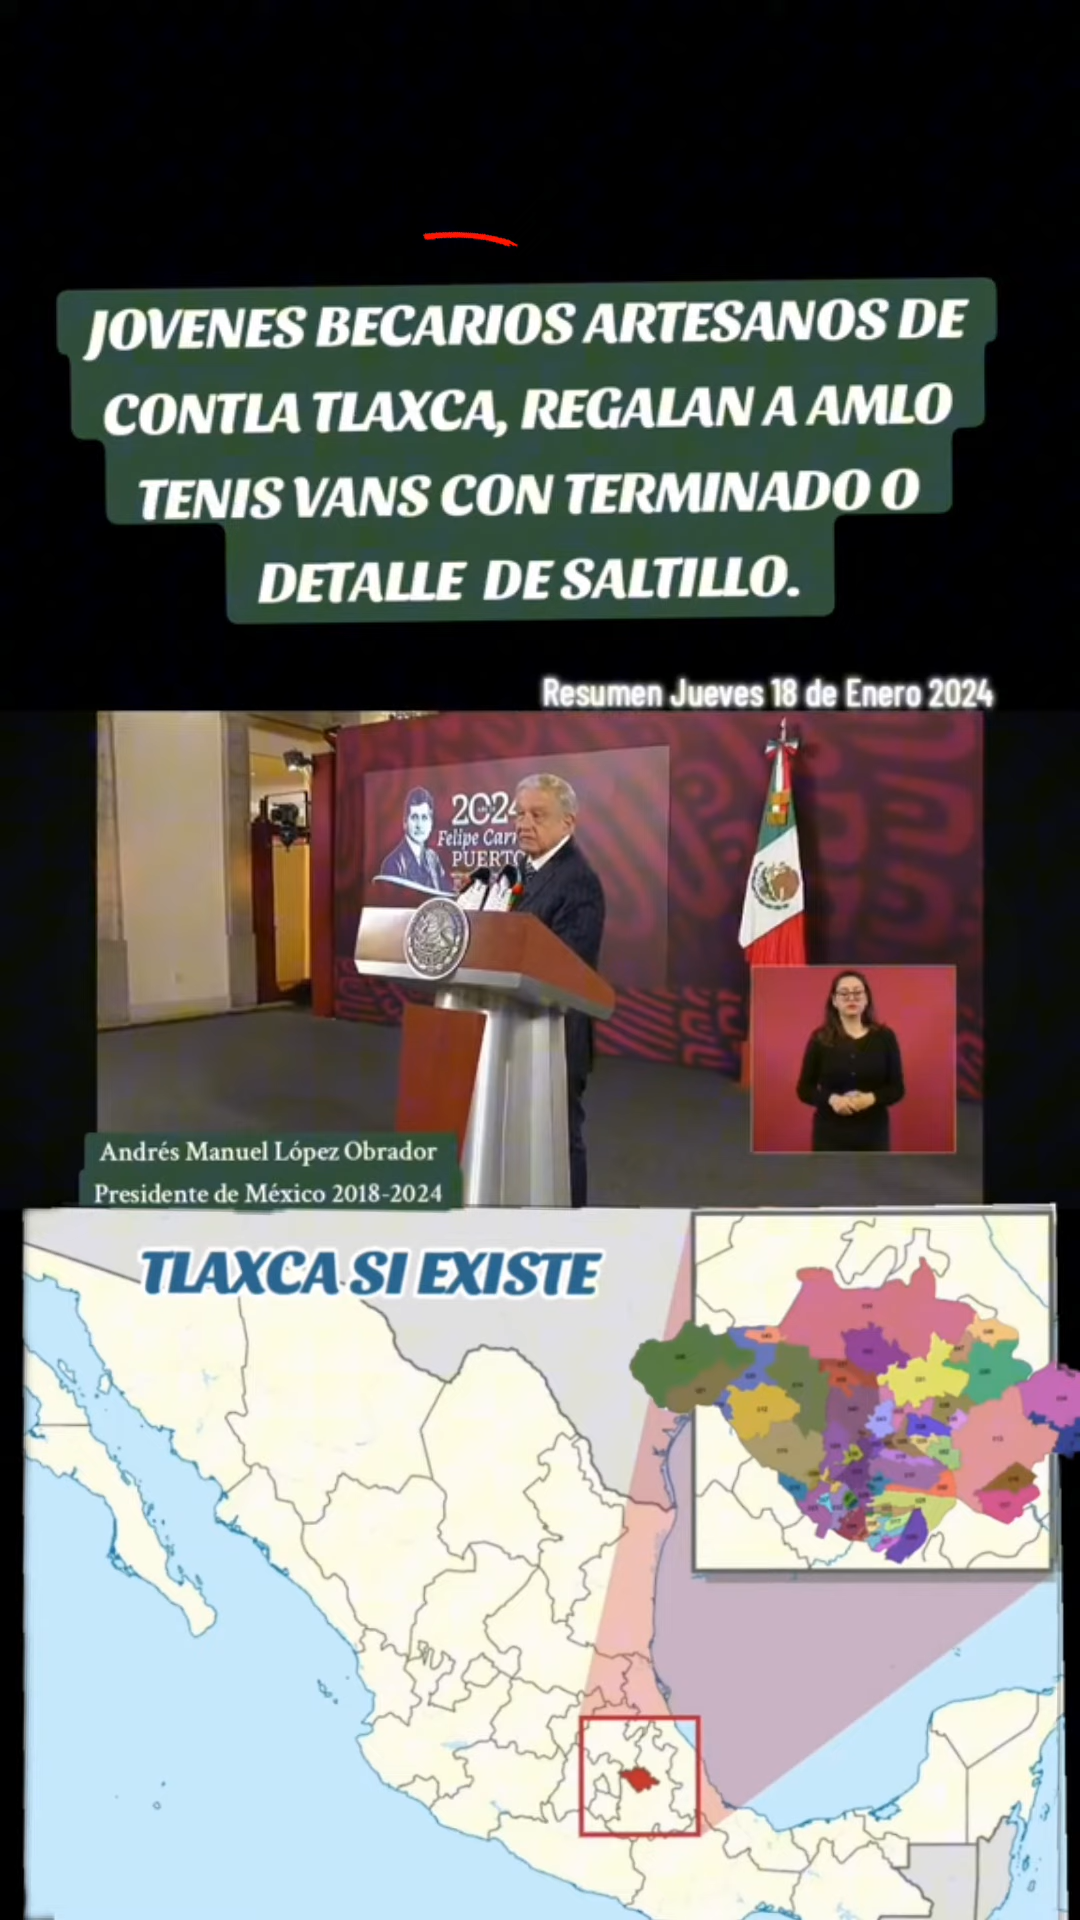 JOVENES BECARIOS ARTESANOS DE
CONTLA TLAXCA, REGALAN A AMLO
TENIS VANS CON TERMINADO O
DETALLE DE SALTILLO.
Resumen Jueves 18 de Enero 2024
2024
Felipe Carr
PUERTO
Andrés Manuel López Obrador
Presidente de México 2018-2024
TLAXCA SI EXISTE